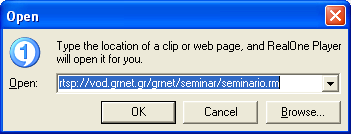 Open
Type the location of a clip or web page, and RealOne Player
will open it for you.
Open: rtsp://vod.grnet.gr/grnet/seminar/seminario.rm
OK Cancel Browse...